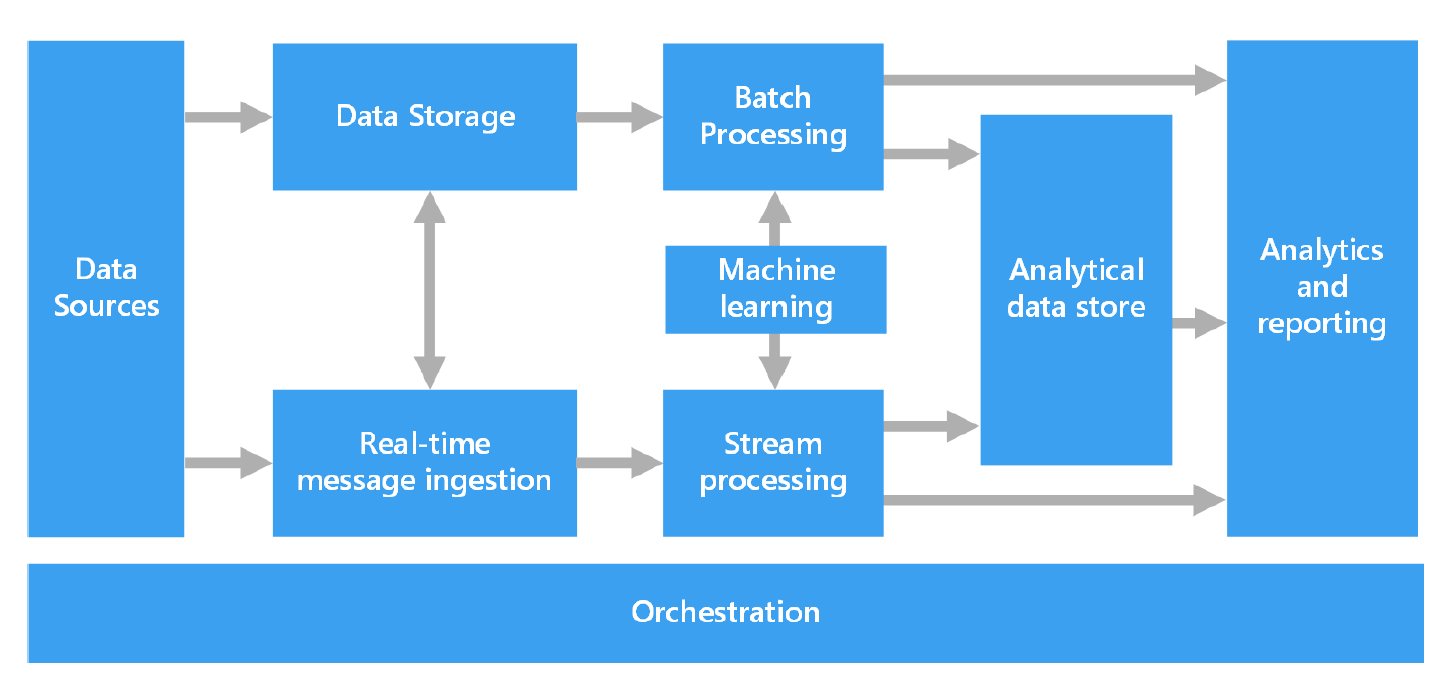 Data
Sources
Data Storage
Real-time
message ingestion
Batch
Processing
Machine
learning
Stream
processing
Analytical
data store
Analytics
and
reporting
Orchestration